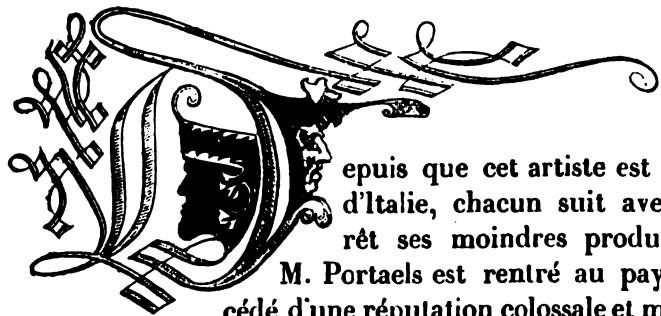 Depuis que cet artiste est
d'Italie, chacun suit ave
rêt ses moindres produ
M. Portaels est rentré au pay
cédé d'une réputation colossale et m